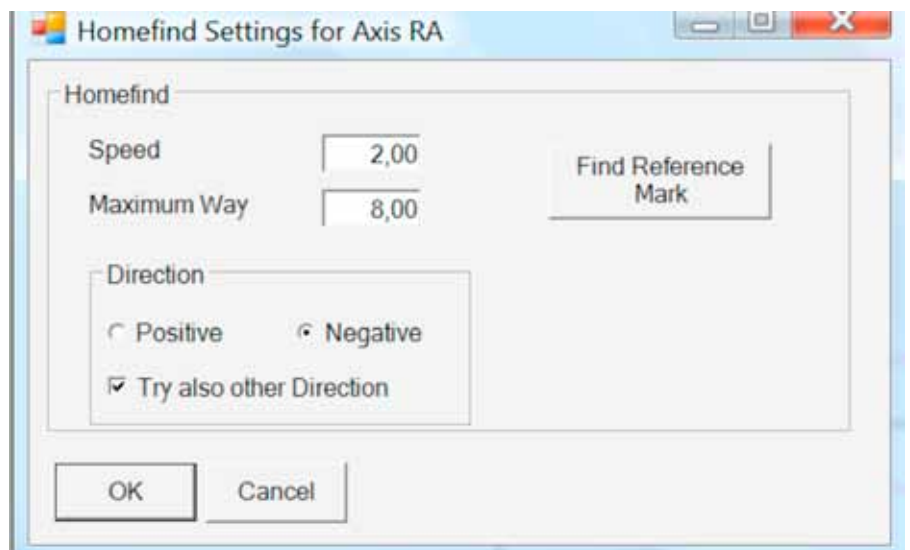 Homefind Settings for Axis RA
Homefind
Speed 2,00
Find Reference
Mark
Maximum Way 8,00
Direction
Positive Negative
Try also other Direction
OK Cancel